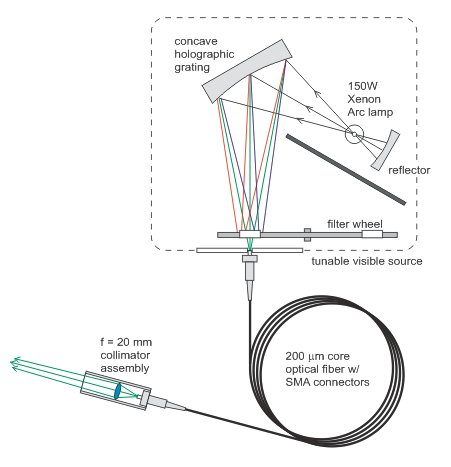 concave
holographic
grating
150W
Xenon
Arc lamp
reflector
filter wheel
tunable visible source
f = 20 mm
collimator
assembly
200 μm core
optical fiber w/
SMA connectors